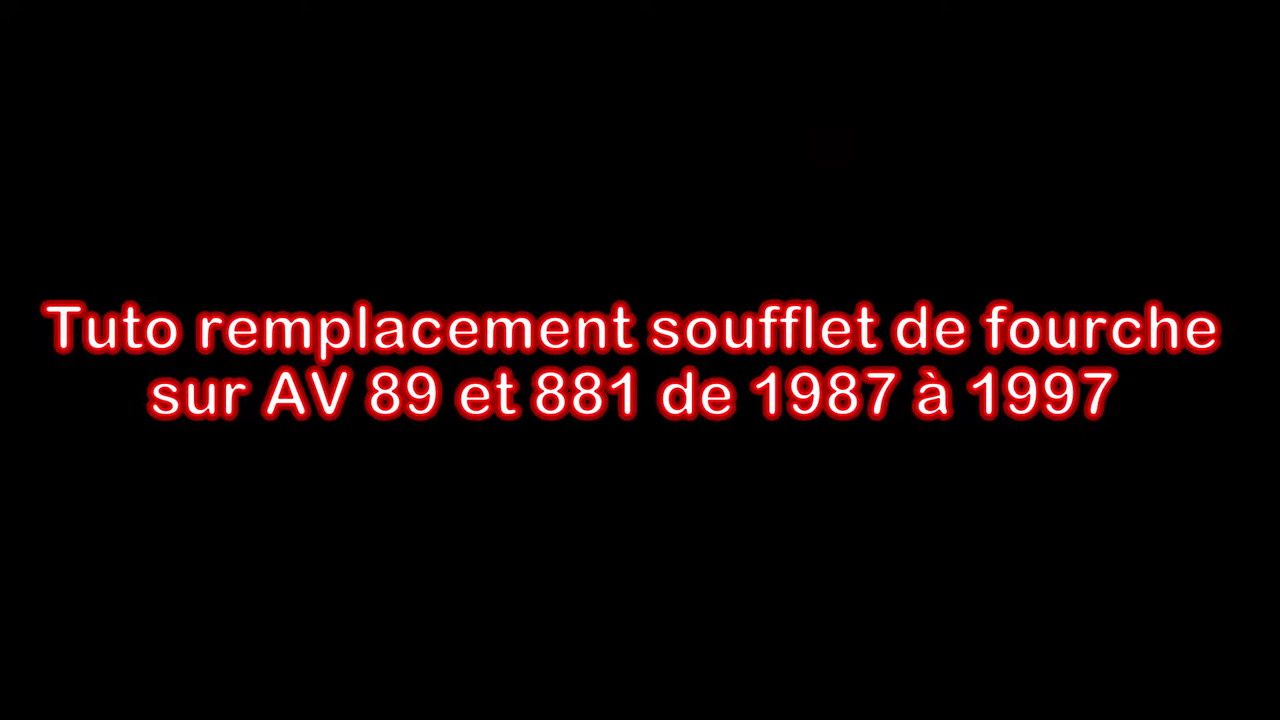 Tuto remplacement soufflet de fourche
sur AV 89 et 881 de 1987 à 1997